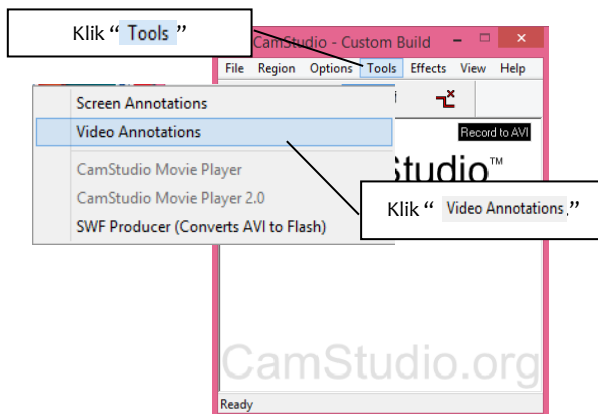 Klik “ Tools ”
CamStudio - Custom Build
File Region Options Tools Effects View Help
Screen Annotations
Video Annotations
Record to AVI
CamStudio Movie Player
CamStudio Movie Player 2.0
SWF Producer (Converts AVI to Flash)
Klik “ Video Annotations.”
CamStudio.org
Ready